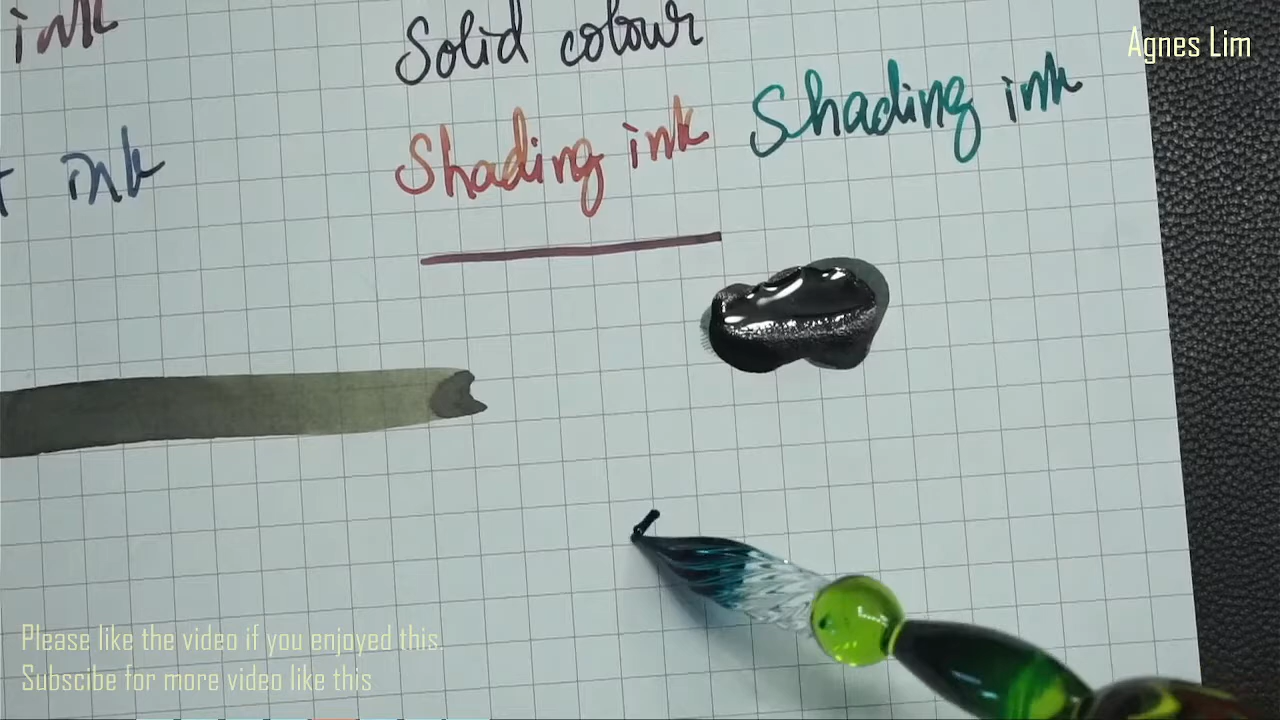 ink
Solid colour
Agnes Lim
Shading ink
Shading ink
ink
Please like the video if you enjoyed this.
Subscibe for more video like this